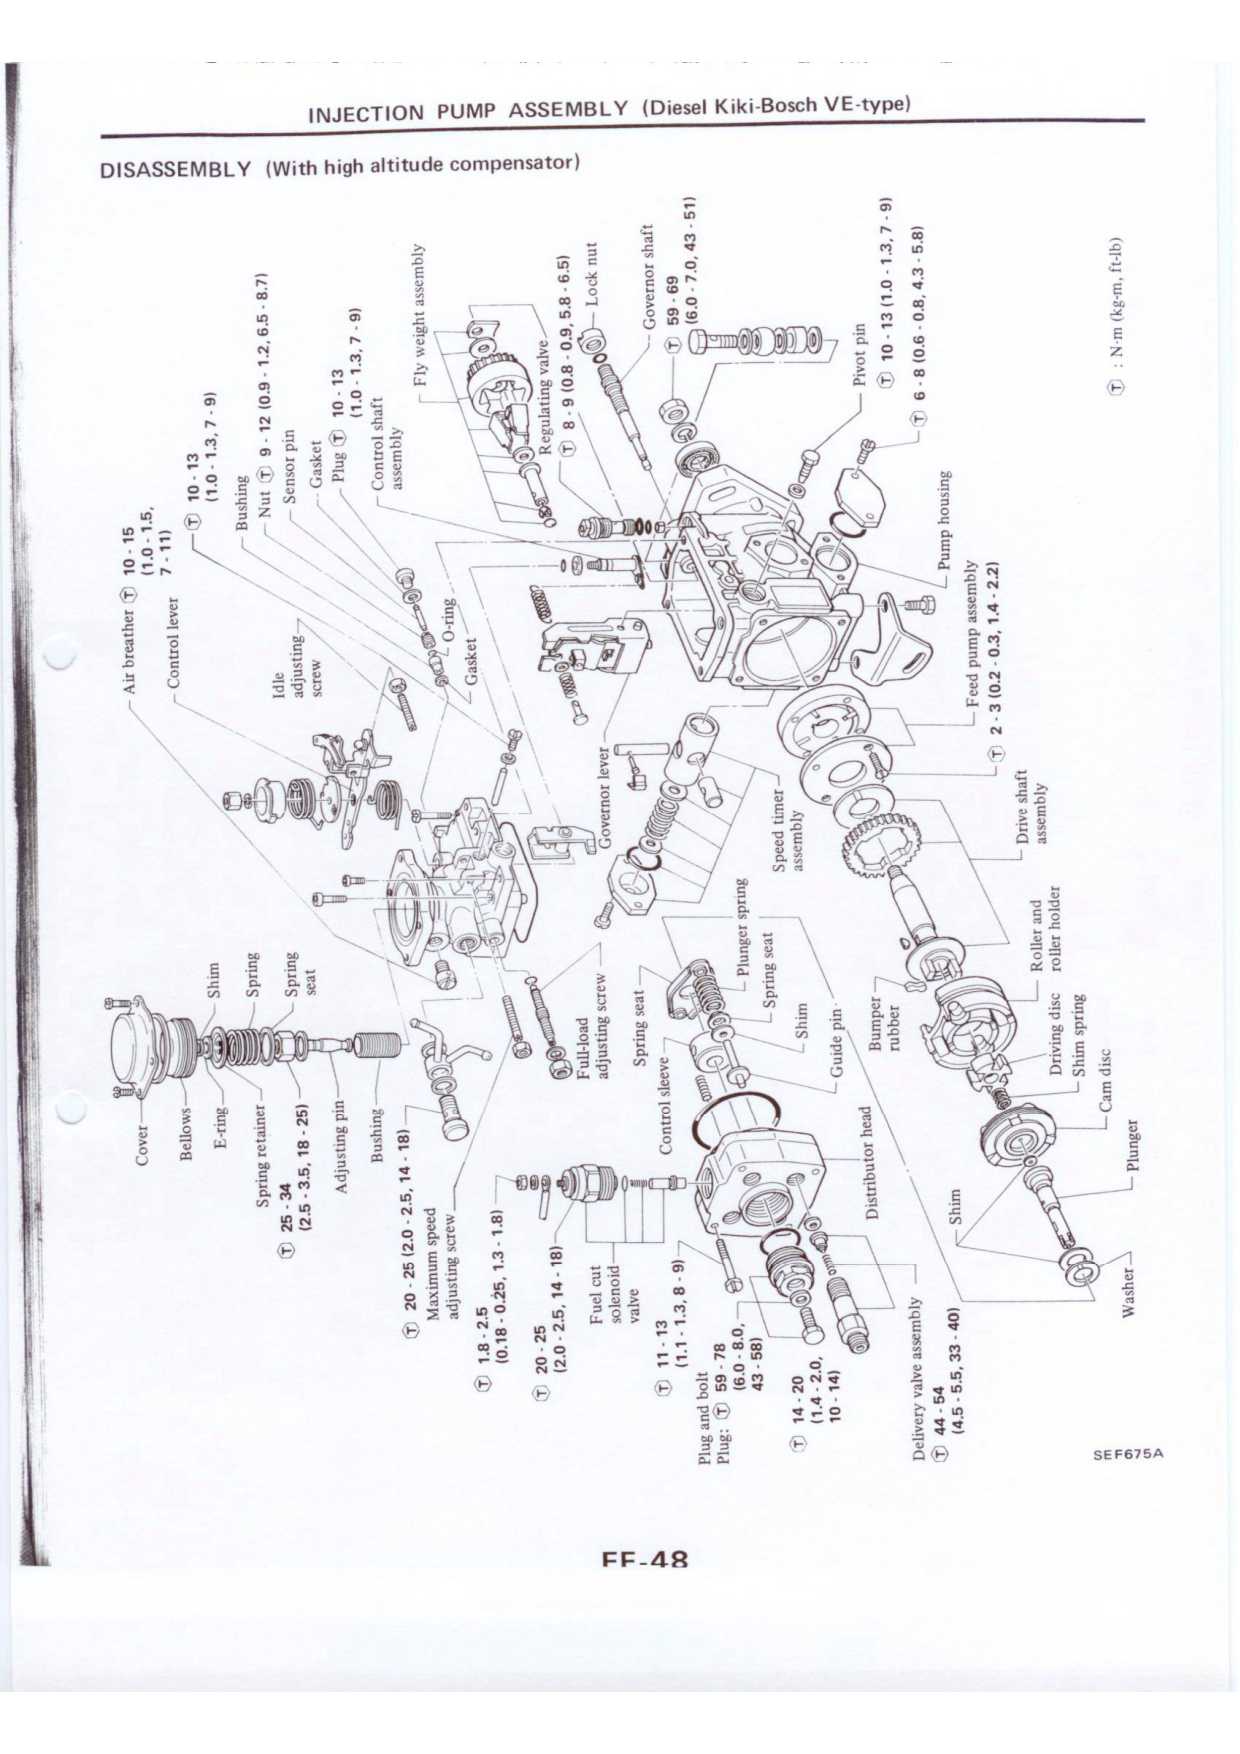 INJECTION PUMP ASSEMBLY (Diesel Kiki-Bosch VE-type)
DISASSEMBLY (With high altitude compensator)
Cover
Bellows
Shim
E-ring
Spring
Spring retainer
Spring
seat
Ⓣ 25 - 34
(2.5 - 3.5, 18 - 25)
Adjusting pin
Bushing
Ⓣ 20 - 25 (2.0 - 2.5, 14 - 18)
Maximum speed
adjusting screw
Ⓣ 1.8 - 2.5
(0.18 - 0.25, 1.3 - 1.8)
Ⓣ 20 - 25
(2.0 - 2.5, 14 - 18)
Fuel cut
solenoid
valve
Ⓣ 11 - 13
(1.1 - 1.3, 8 - 9)
Plug and bolt
Plug: Ⓣ 59 - 78
(6.0 - 8.0,
43 - 58)
Ⓣ 14 - 20
(1.4 - 2.0,
10 - 14)
Delivery valve assembly
Ⓣ 44 - 54
(4.5 - 5.5, 33 - 40)
Air breather Ⓣ 10 - 15
(1.0 - 1.5,
7 - 11)
Control lever
Ⓣ 10 - 13
(1.0 - 1.3, 7 - 9)
Bushing
Nut Ⓣ 9 - 12 (0.9 - 1.2, 6.5 - 8.7)
Sensor pin
Gasket
Plug Ⓣ 10 - 13
(1.0 - 1.3, 7 - 9)
Control shaft
assembly
Idle
adjusting
screw
O-ring
Gasket
Fly weight assembly
Regulating valve
Ⓣ 8 - 9 (0.8 - 0.9, 5.8 - 6.5)
Lock nut
Governor shaft
Ⓣ 59 - 69
(6.0 - 7.0, 43 - 51)
Pivot pin
Ⓣ 10 - 13 (1.0 - 1.3, 7 - 9)
Ⓣ 6 - 8 (0.6 - 0.8, 4.3 - 5.8)
Pump housing
Feed pump assembly
Ⓣ 2 - 3 (0.2 - 0.3, 1.4 - 2.2)
Governor lever
Speed timer
assembly
Drive shaft
assembly
Full-load
adjusting screw
Spring seat
Plunger spring
Spring seat
Shim
Guide pin
Control sleeve
Distributor head
Bumper
rubber
Roller and
roller holder
Driving disc
Shim spring
Cam disc
Plunger
Shim
Washer
Ⓣ : N·m (kg-m, ft-lb)
SEF675A
EF-48